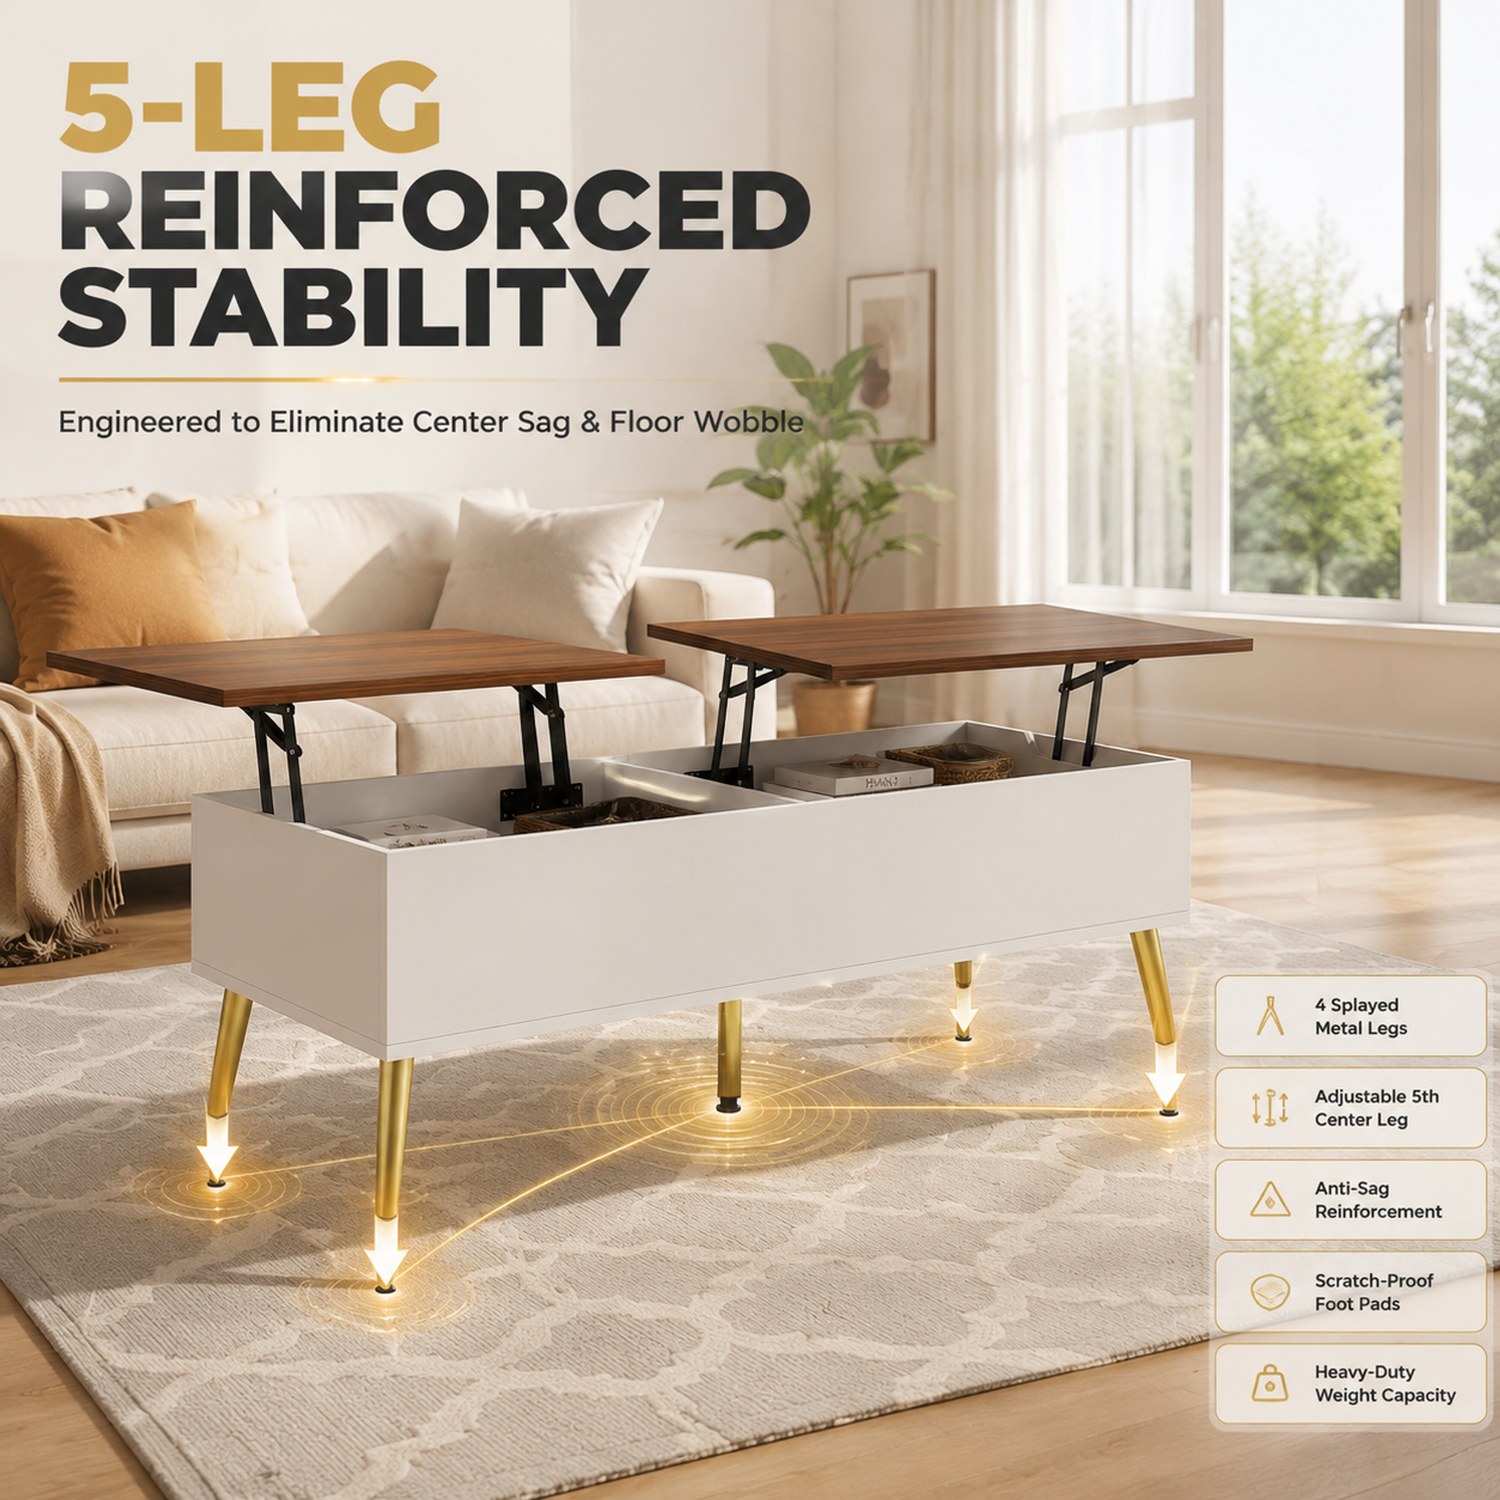 5-LEG
REINFORCED
STABILITY
Engineered to Eliminate Center Sag & Floor Wobble
4 Splayed
Metal Legs
Adjustable 5th
Center Leg
Anti-Sag
Reinforcement
Scratch-Proof
Foot Pads
Heavy-Duty
Weight Capacity